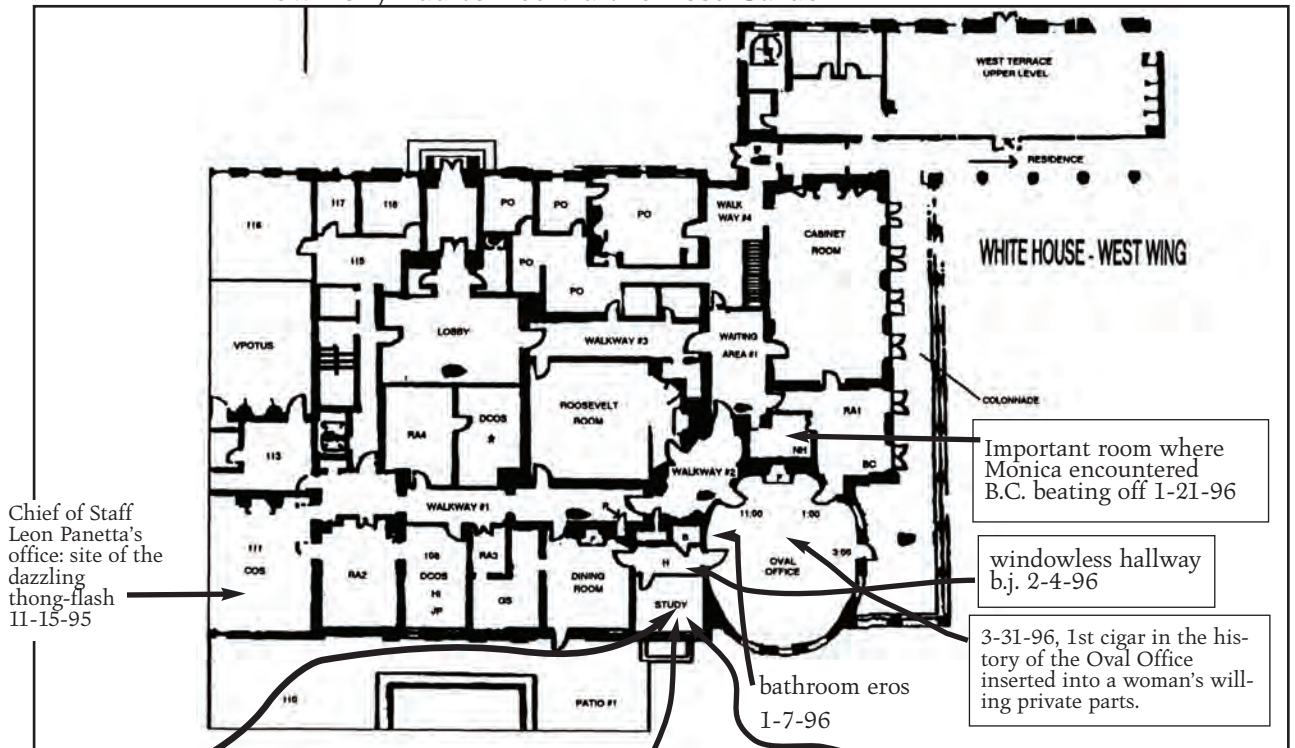 WEST TERRACE
UPPER LEVEL
RESIDENCE
WHITE HOUSE - WEST WING
116
117
118
PO
PO
PO
WALK
WAY #4
CABINET
ROOM
115
PO
PO
LOBBY
WALKWAY #3
WAITING
AREA #1
VPOTUS
COLONNADE
ROOSEVELT
ROOM
RA1
RA4
DCOS
113
NH
BC
WALKWAY #2
Important room where
Monica encountered
B.C. beating off 1-21-96
WALKWAY #1
11:00
1:00
3:00
OVAL
OFFICE
Chief of Staff
Leon Panetta's
office: site of the
dazzling
thong-flash
11-15-95
111
COS
RA2
108
DCOS
HI
JP
RA3
GS
DINING
ROOM
H
STUDY
windowless hallway
b.j. 2-4-96
3-31-96, 1st cigar in the his-
tory of the Oval Office
inserted into a woman's will-
ing private parts.
bathroom eros
1-7-96
110
PATIO #1